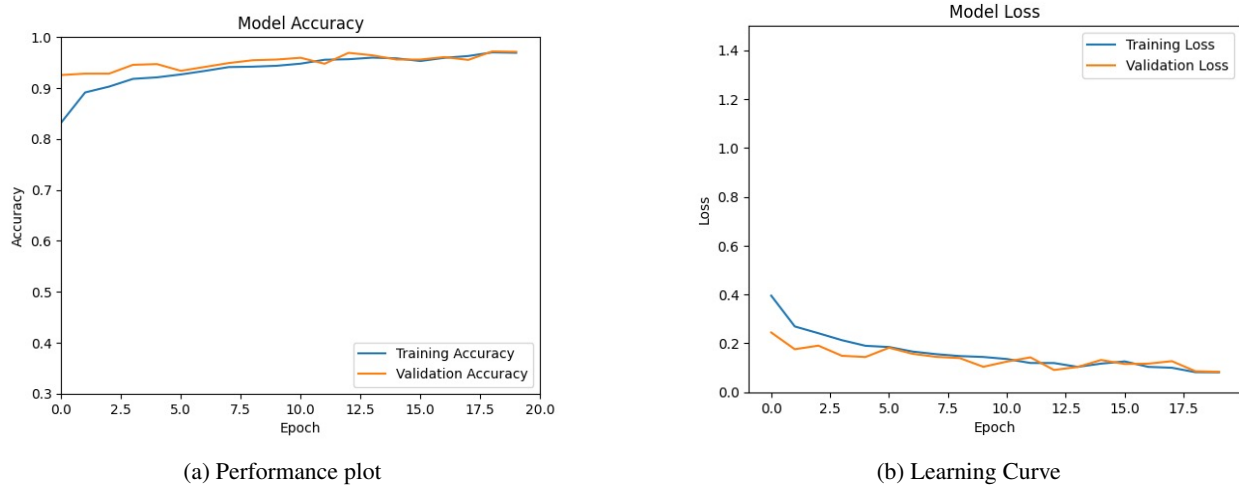 Model Accuracy
1.0
0.9
0.8
0.7
0.6
0.5
0.4
0.3
Accuracy
Training Accuracy
Validation Accuracy
0.0 2.5 5.0 7.5 10.0 12.5 15.0 17.5 20.0
Epoch
(a) Performance plot
Model Loss
1.4
1.2
1.0
0.8
0.6
0.4
0.2
0.0
Loss
Training Loss
Validation Loss
0.0 2.5 5.0 7.5 10.0 12.5 15.0 17.5
Epoch
(b) Learning Curve